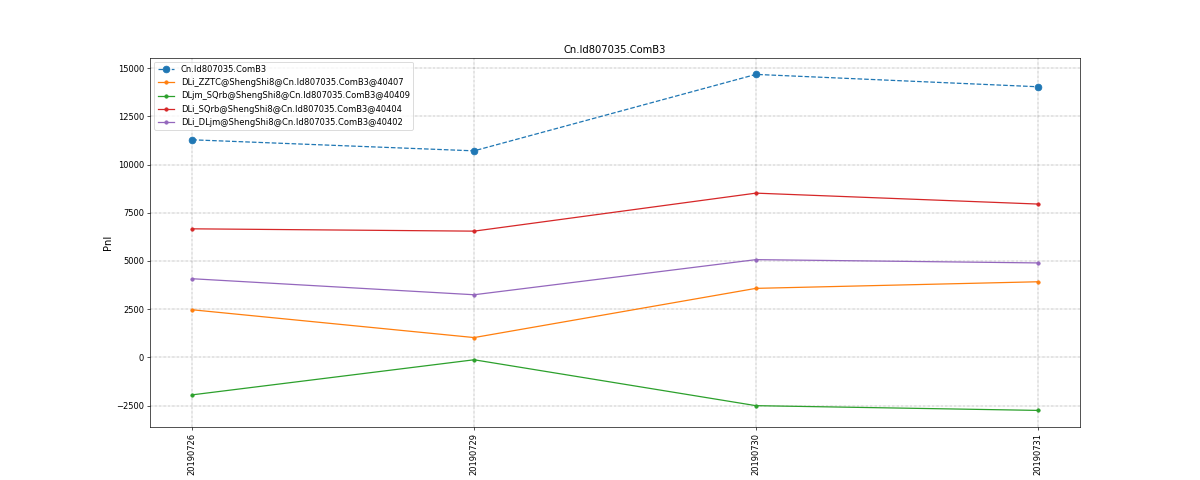 Cn.Id807035.ComB3
15000
12500
10000
7500
5000
2500
0
−2500
PnI
Cn.Id807035.ComB3
DLi_ZZTC@ShengShi8@Cn.Id807035.ComB3@40407
DLjm_SQrb@ShengShi8@Cn.Id807035.ComB3@40409
DLi_SQrb@ShengShi8@Cn.Id807035.ComB3@40404
DLi_DLjm@ShengShi8@Cn.Id807035.ComB3@40402
20190726
20190729
20190730
20190731